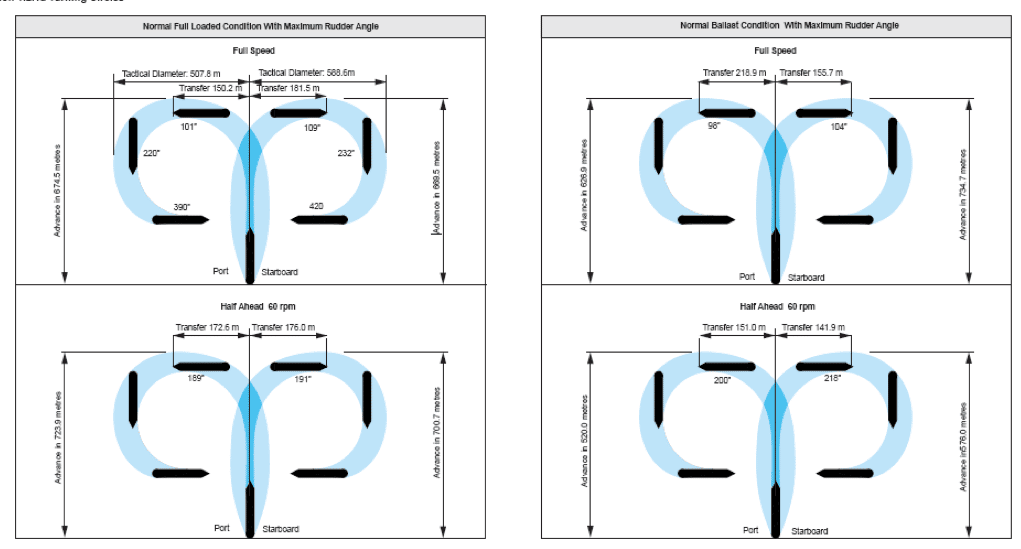 Turning Circles
Normal Full Loaded Condition With Maximum Rudder Angle
Full Speed
Tactical Diameter: 507.8 m
Tactical Diameter: 588.6m
Transfer 150.2 m
Transfer 181.5 m
101"
109"
220"
232"
390"
420
Advance in 674.5 metres
Advance in 669.5 metres
Port
Starboard
Half Ahead 60 rpm
Transfer 172.6 m
Transfer 176.0 m
189"
191"
Advance in 723.9 metres
Advance in 700.7 metres
Port
Starboard
Normal Ballast Condition With Maximum Rudder Angle
Full Speed
Transfer 218.9 m
Transfer 155.7 m
98"
104"
Advance in 626.9 metres
Advance in 734.7 metres
Port
Starboard
Half Ahead 60 rpm
Transfer 151.0 m
Transfer 141.9 m
200"
218"
Advance in 520.0 metres
Advance in576.0 metres
Port
Starboard